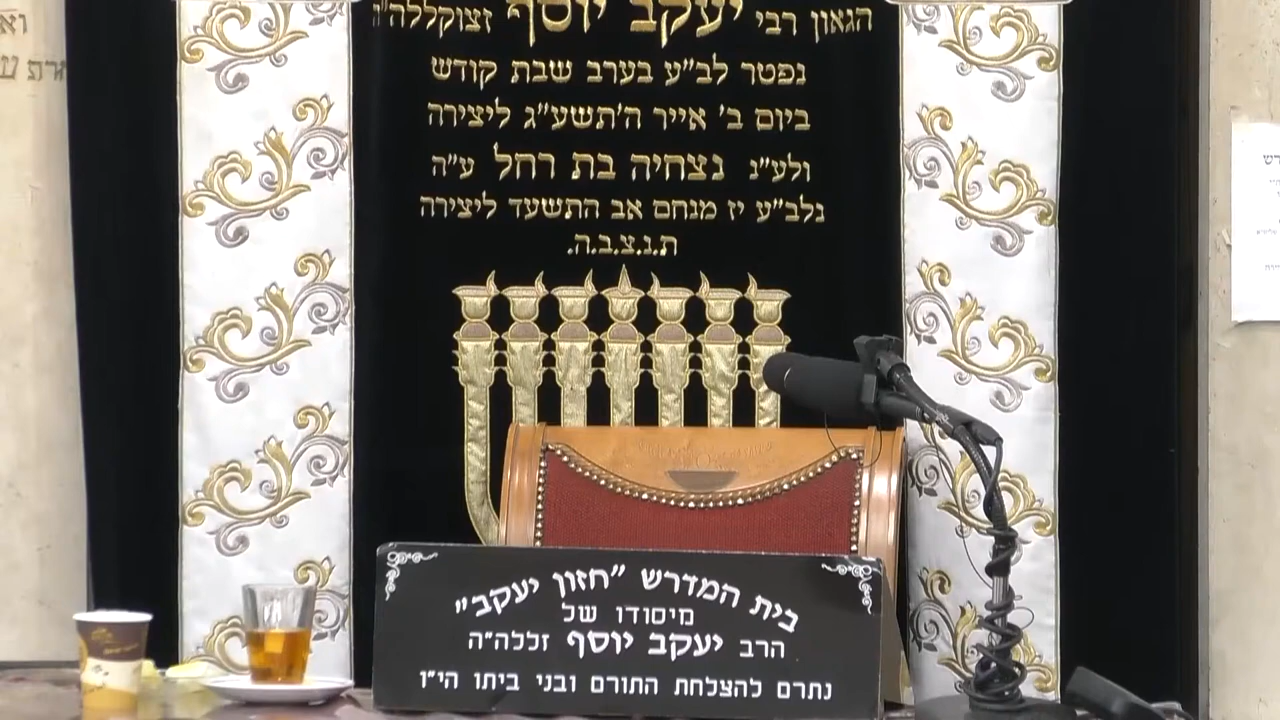 הגאון רבי יעקב יוסף זצוקללה"ה
נפטר לב"ע בערב שבת קודש
ביום ב' אייר ה'תשע"ג ליצירה
ולע"נ נצחיה בת רחל ע"ה
נלב"ע יז מנחם אב התשעד ליצירה
ת.נ.צ.ב.ה.
בית המדרש "חזון יעקב"
מיסודו של
הרב יעקב יוסף זללה"ה
נתרם להצלחת התורם ובני ביתו הי"ו